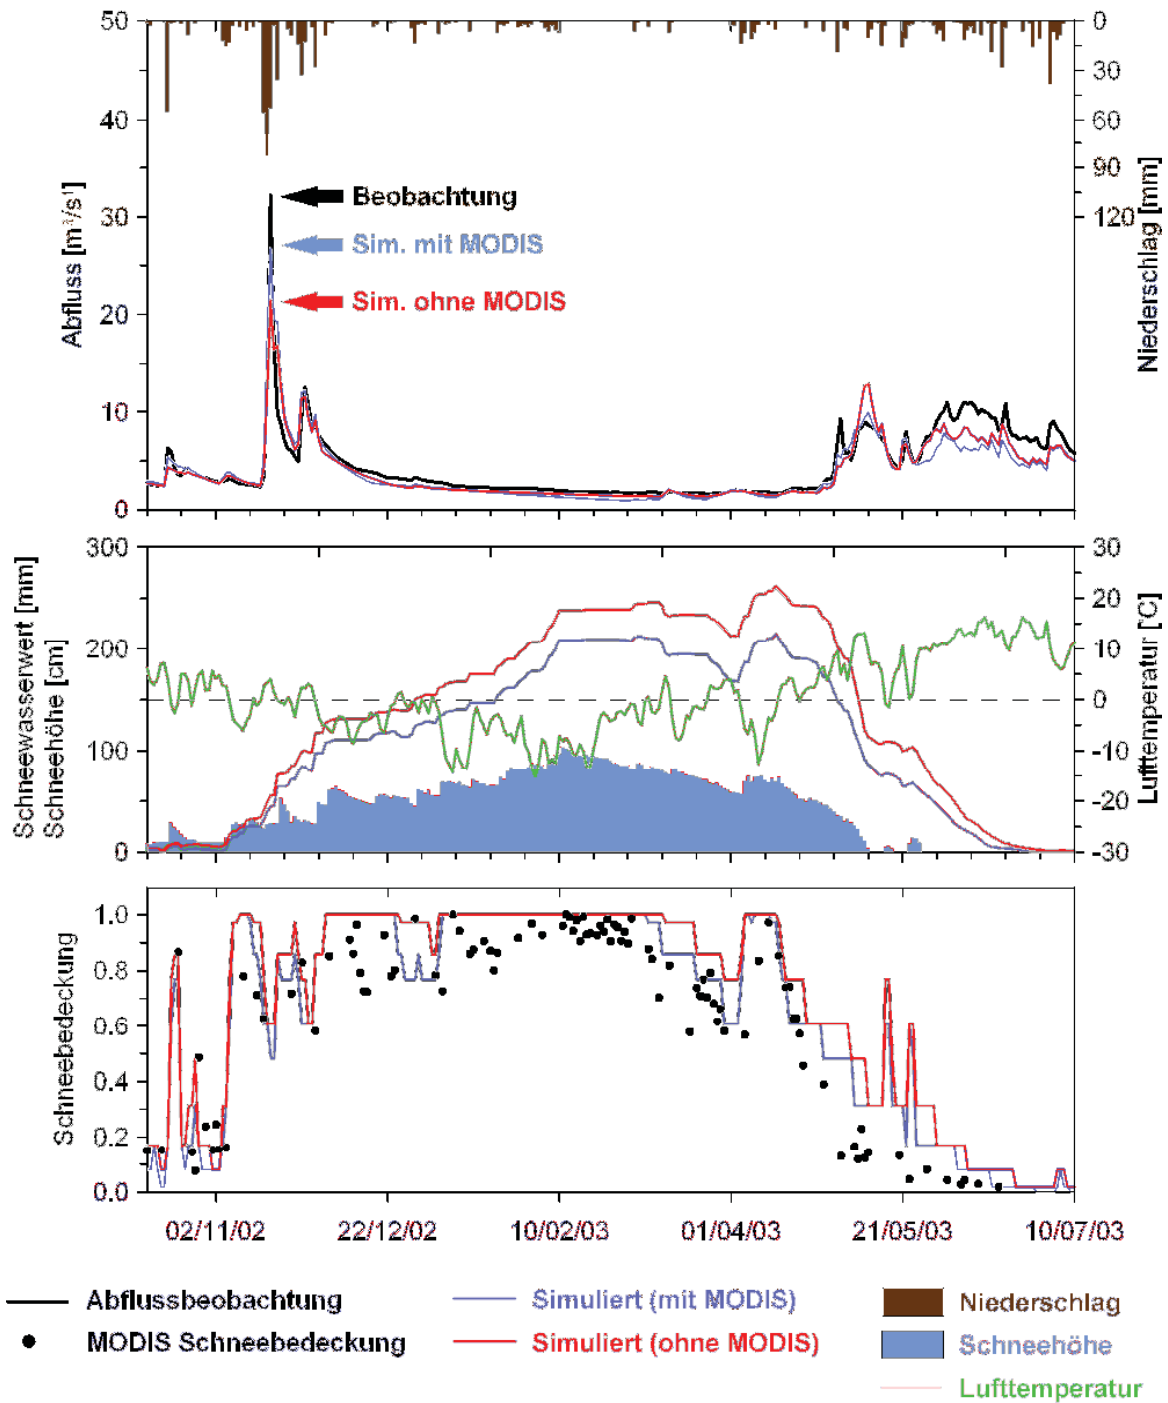 50
40
30
20
10
0
Abfluss [m³/s¹]
0
30
60
90
120
Niederschlag [mm]
Beobachtung
Sim. mit MODIS
Sim. ohne MODIS
300
200
100
0
Schneewasserwert [mm]
Schneehöhe [cm]
30
20
10
0
-10
-20
-30
Lufttemperatur [°C]
1.0
0.8
0.6
0.4
0.2
0.0
Schneebedeckung
02/11/02 22/12/02 10/02/03 01/04/03 21/05/03 10/07/03
Abflussbeobachtung Simuliert (mit MODIS) Niederschlag
MODIS Schneebedeckung Simuliert (ohne MODIS) Schneehöhe
Lufttemperatur